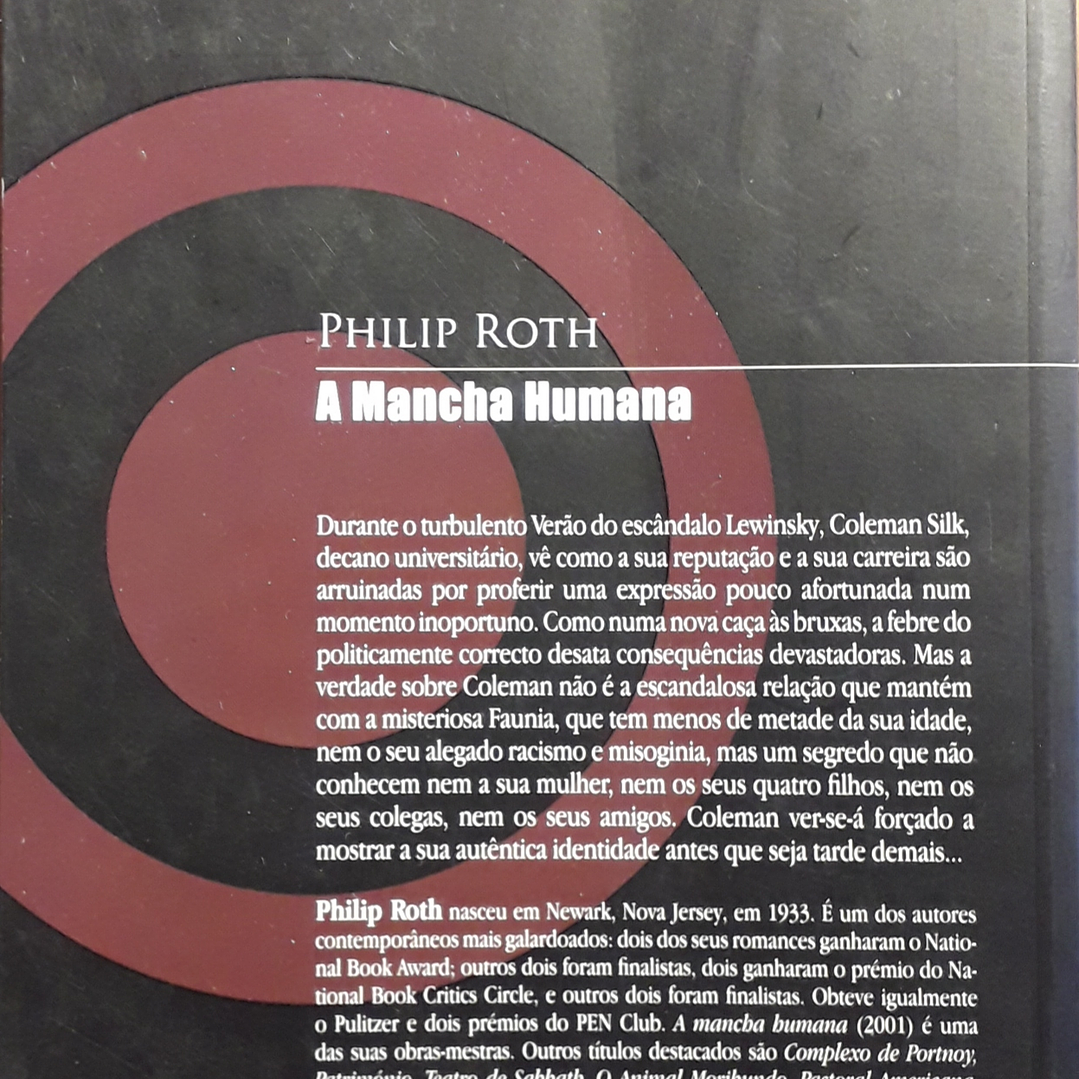 PHILIP ROTH
A Mancha Humana
Durante o turbulento Verão do escândalo Lewinsky, Coleman Silk,
decano universitário, vê como a sua reputação e a sua carreira são
arruinadas por proferir uma expressão pouco afortunada num
momento inoportuno. Como numa nova caça às bruxas, a febre do
politicamente correcto desata consequências devastadoras. Mas a
verdade sobre Coleman não é a escandalosa relação que mantém
com a misteriosa Faunia, que tem menos de metade da sua idade,
nem o seu alegado racismo e misoginia, mas um segredo que não
conhecem nem a sua mulher, nem os seus quatro filhos, nem os
seus colegas, nem os seus amigos. Coleman ver-se-á forçado a
mostrar a sua autêntica identidade antes que seja tarde demais...
Philip Roth nasceu em Newark, Nova Jersey, em 1933. É um dos autores
contemporâneos mais galardoados: dois dos seus romances ganharam o Natio-
nal Book Award; outros dois foram finalistas, dois ganharam o prémio do Na-
tional Book Critics Circle, e outros dois foram finalistas. Obteve igualmente
o Pulitzer e dois prémios do PEN Club. A mancha humana (2001) é uma
das suas obras-mestras. Outros títulos destacados são Complexo de Portnoy,
Património, Teatro de Sabbath, O Animal Moribundo, Pastoral Americana